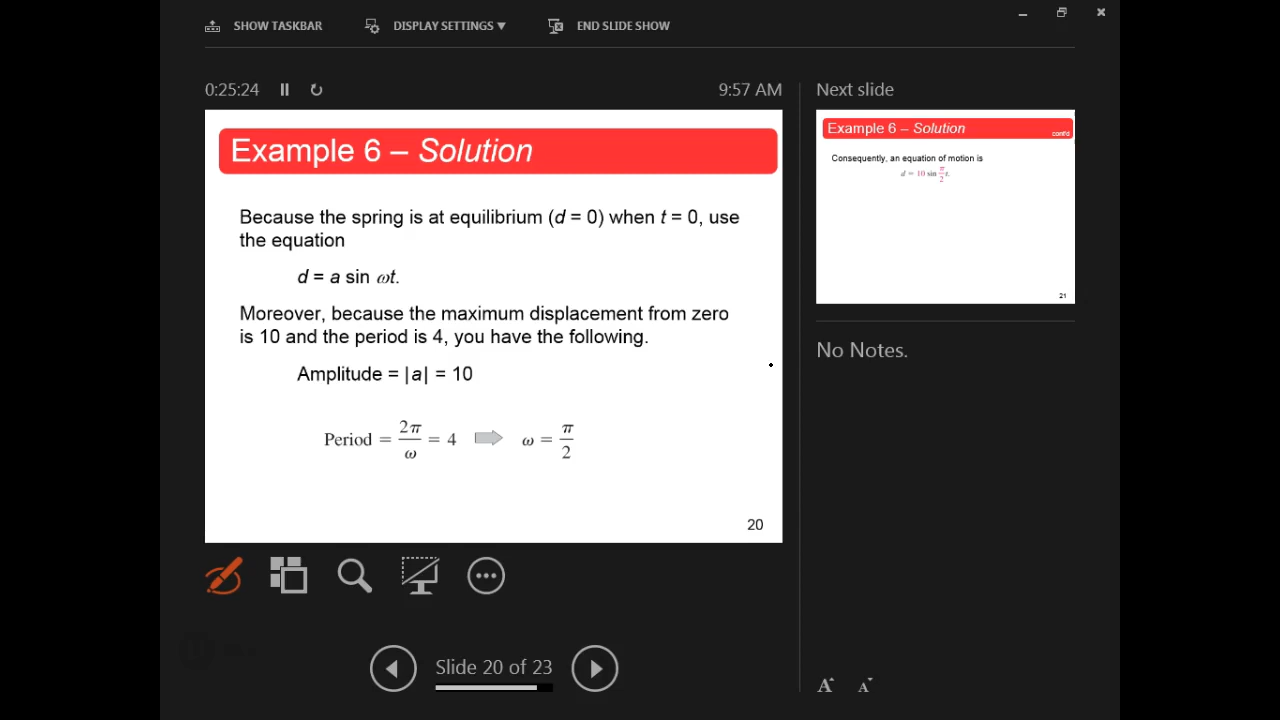 SHOW TASKBAR DISPLAY SETTINGS ▼ END SLIDE SHOW
0:25:24 9:57 AM
Example 6 – Solution
Because the spring is at equilibrium (d = 0) when t = 0, use
the equation
d = a sin ωt.
Moreover, because the maximum displacement from zero
is 10 and the period is 4, you have the following.
Amplitude = |a| = 10
Period = 2π/ω = 4 ⇒ ω = π/2
20
Next slide
Example 6 – Solution
cont'd
Consequently, an equation of motion is
d = 10 sin π/2 t.
21
No Notes.
Slide 20 of 23
A A